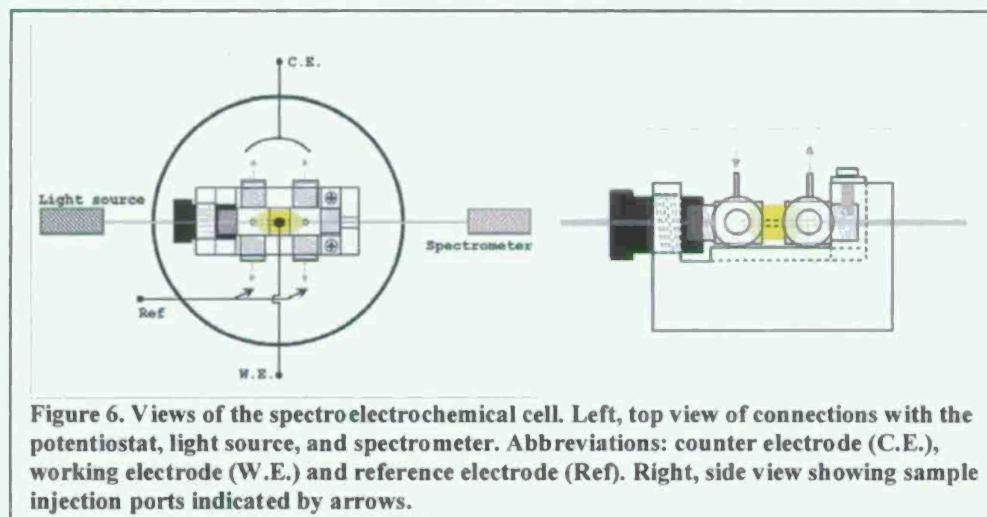 C.E.
Light source
Spectrometer
Ref
W.E.
Figure 6. Views of the spectroelectrochemical cell. Left, top view of connections with the
potentiostat, light source, and spectrometer. Abbreviations: counter electrode (C.E.),
working electrode (W.E.) and reference electrode (Ref). Right, side view showing sample
injection ports indicated by arrows.